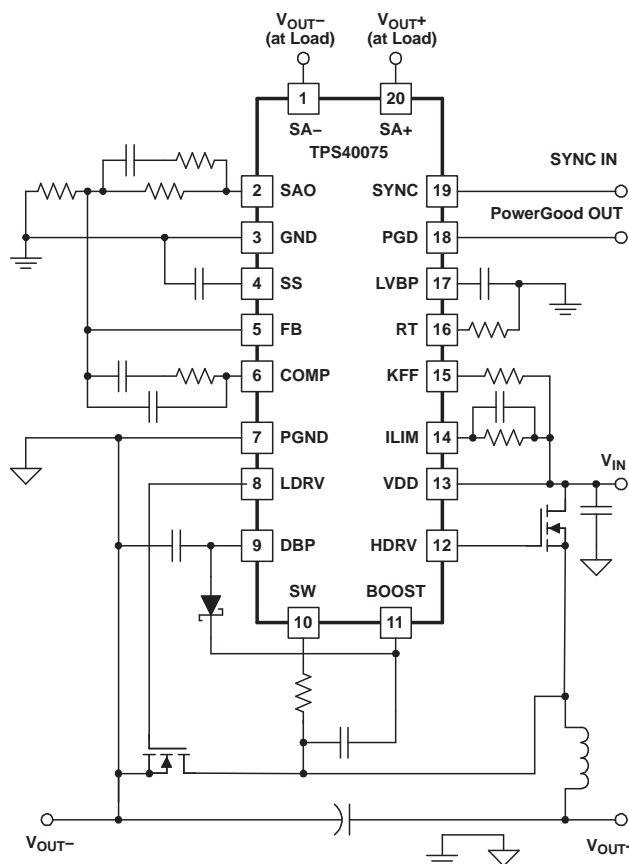 VOUT− VOUT+
(at Load) (at Load)
1 20
SA− SA+
TPS40075
SYNC IN
2 SAO SYNC 19
PowerGood OUT
3 GND PGD 18
4 SS LVBP 17
5 FB RT 16
6 COMP KFF 15
7 PGND ILIM 14
VIN
8 LDRV VDD 13
9 DBP HDRV 12
SW BOOST
10 11
VOUT− VOUT+